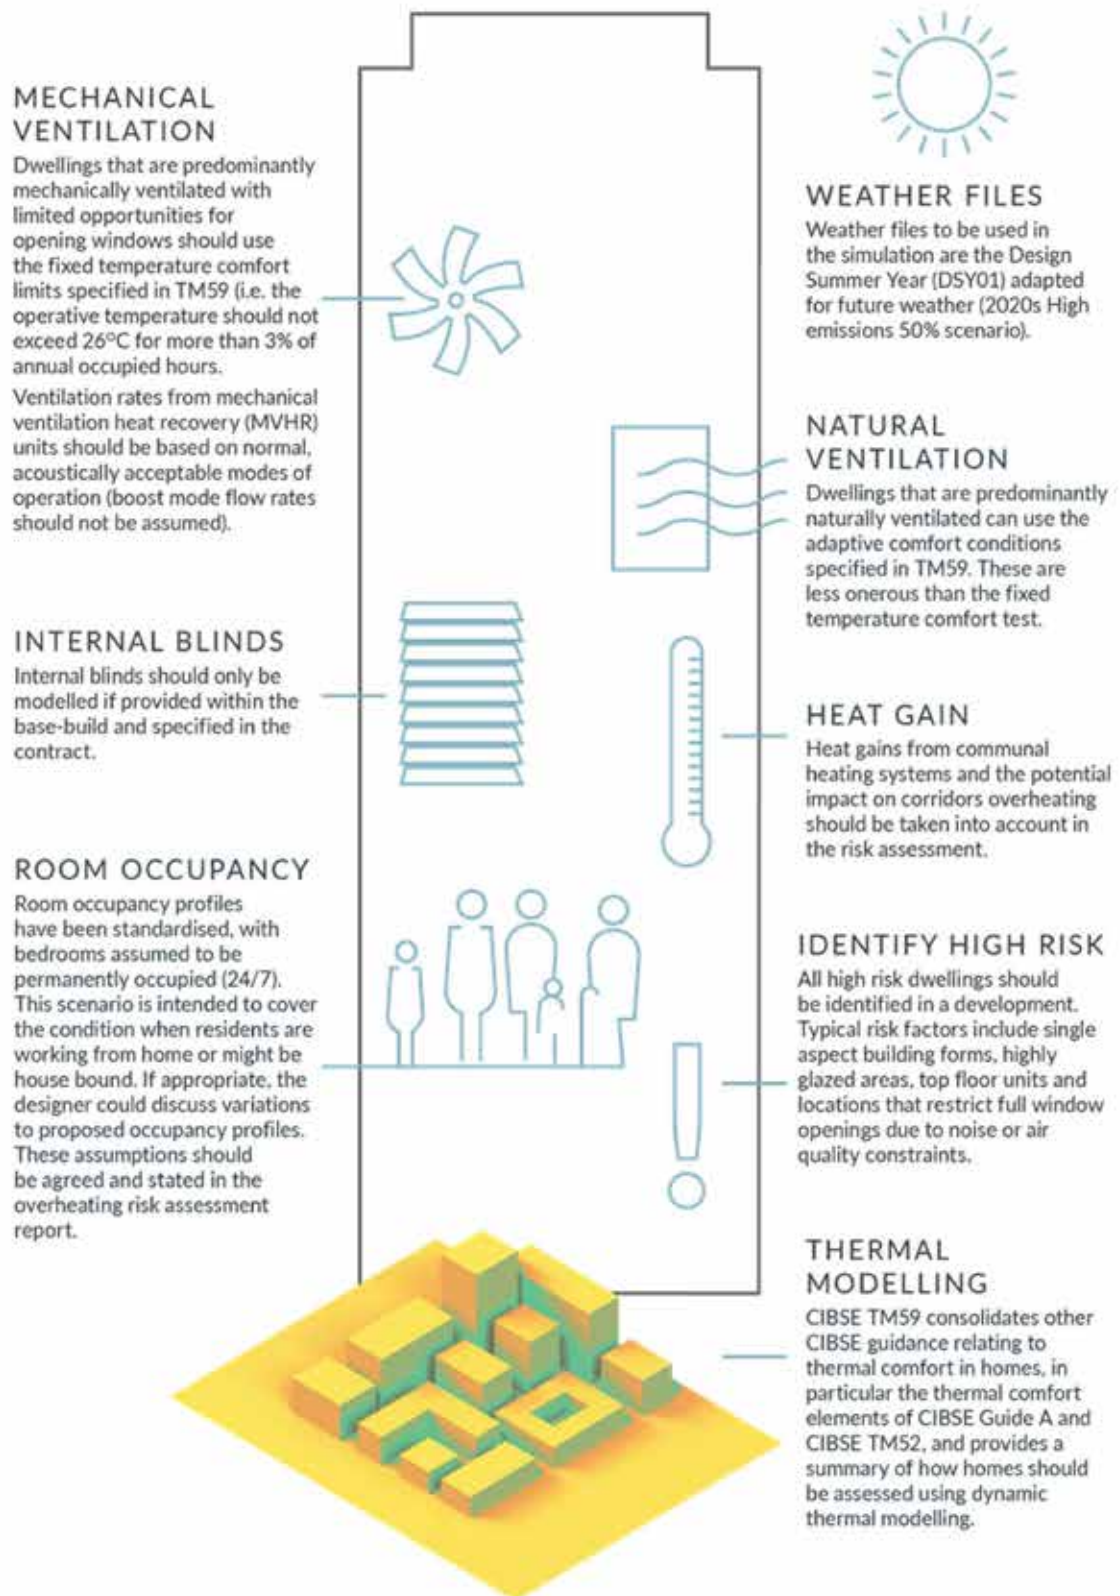 MECHANICAL
VENTILATION
Dwellings that are predominantly
mechanically ventilated with
limited opportunities for
opening windows should use
the fixed temperature comfort
limits specified in TM59 (i.e. the
operative temperature should not
exceed 26°C for more than 3% of
annual occupied hours.
Ventilation rates from mechanical
ventilation heat recovery (MVHR)
units should be based on normal,
acoustically acceptable modes of
operation (boost mode flow rates
should not be assumed).
INTERNAL BLINDS
Internal blinds should only be
modelled if provided within the
base-build and specified in the
contract.
ROOM OCCUPANCY
Room occupancy profiles
have been standardised, with
bedrooms assumed to be
permanently occupied (24/7).
This scenario is intended to cover
the condition when residents are
working from home or might be
house bound. If appropriate, the
designer could discuss variations
to proposed occupancy profiles.
These assumptions should
be agreed and stated in the
overheating risk assessment
report.
WEATHER FILES
Weather files to be used in
the simulation are the Design
Summer Year (DSY01) adapted
for future weather (2020s High
emissions 50% scenario).
NATURAL
VENTILATION
Dwellings that are predominantly
naturally ventilated can use the
adaptive comfort conditions
specified in TM59. These are
less onerous than the fixed
temperature comfort test.
HEAT GAIN
Heat gains from communal
heating systems and the potential
impact on corridors overheating
should be taken into account in
the risk assessment.
IDENTIFY HIGH RISK
All high risk dwellings should
be identified in a development.
Typical risk factors include single
aspect building forms, highly
glazed areas, top floor units and
locations that restrict full window
openings due to noise or air
quality constraints.
THERMAL
MODELLING
CIBSE TM59 consolidates other
CIBSE guidance relating to
thermal comfort in homes, in
particular the thermal comfort
elements of CIBSE Guide A and
CIBSE TM52, and provides a
summary of how homes should
be assessed using dynamic
thermal modelling.